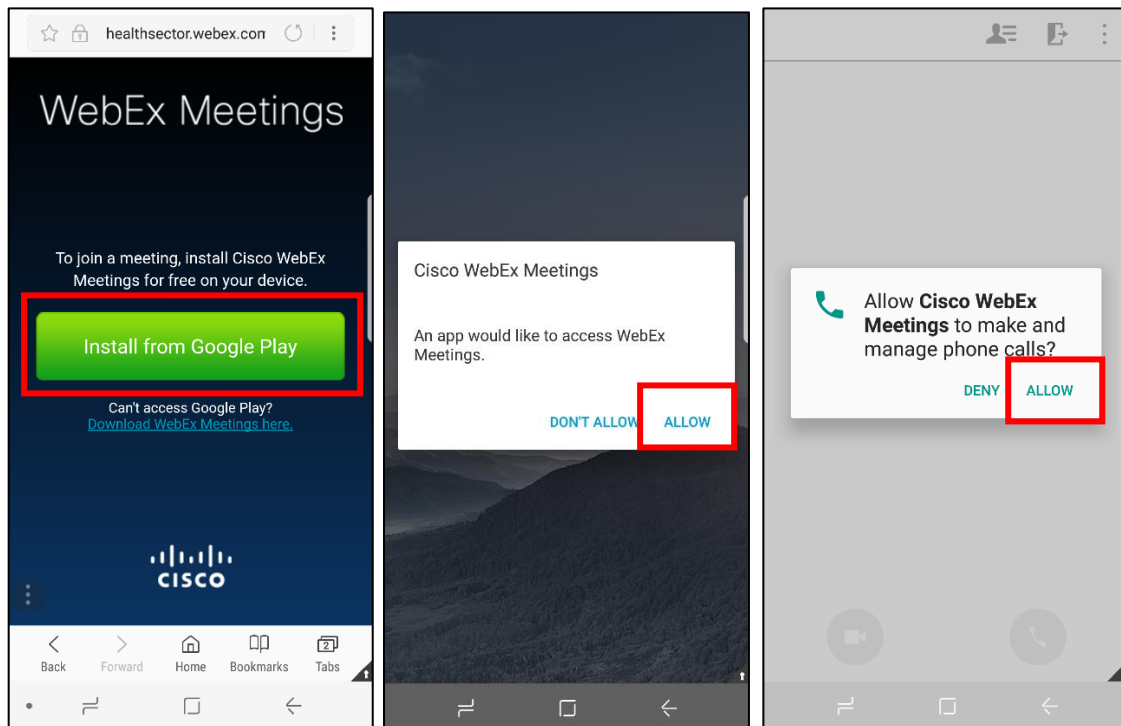 healthsector.webex.com
WebEx Meetings
To join a meeting, install Cisco WebEx
Meetings for free on your device.
Install from Google Play
Can't access Google Play?
Download WebEx Meetings here.
CISCO
Back
Forward
Home
Bookmarks
2
Tabs
Cisco WebEx Meetings
An app would like to access WebEx
Meetings.
DON'T ALLOW
ALLOW
Allow Cisco WebEx
Meetings to make and
manage phone calls?
DENY
ALLOW